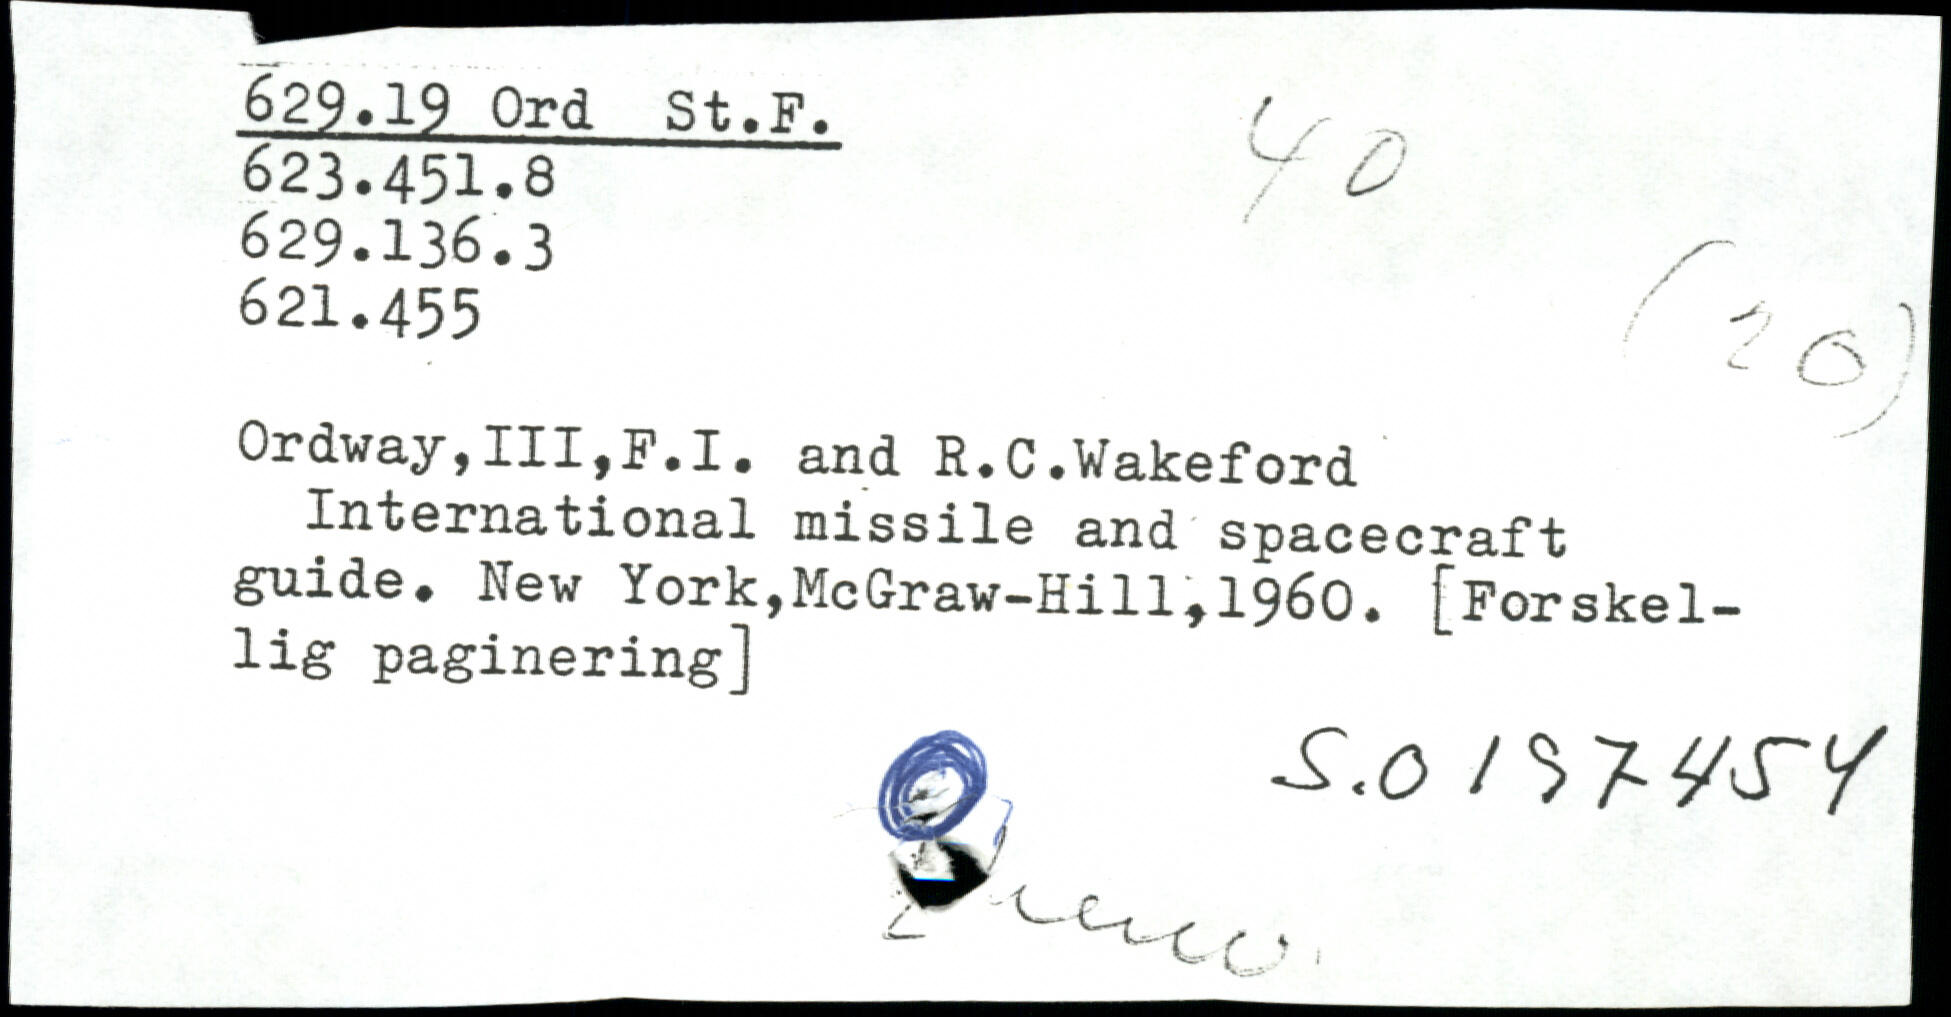 629.19 Ord St.F.
40
623.451.8
629.136.3
(20)
621.455
Ordway,III,F.I. and R.C.Wakeford
International missile and spacecraft
guide. New York,McGraw-Hill,1960. [Forskel-
lig paginering]
S.0197454